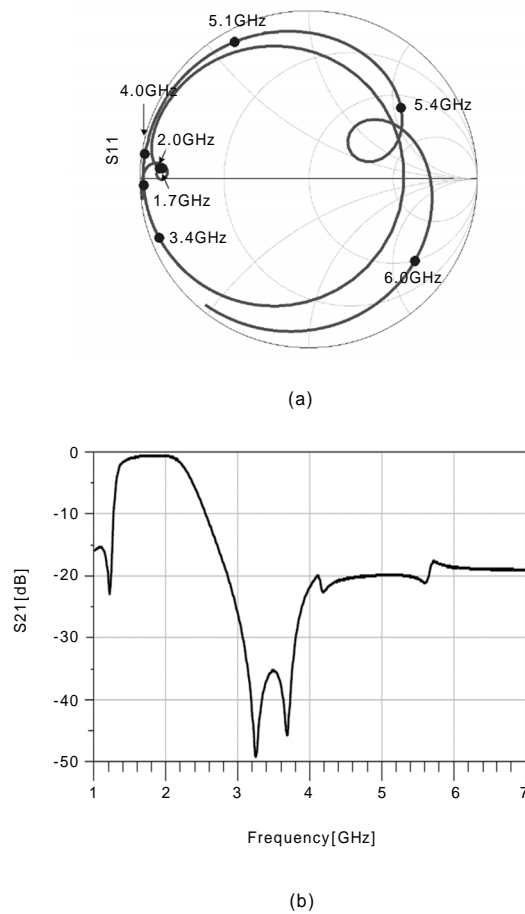 5.1GHz
4.0GHz
5.4GHz
S11
2.0GHz
1.7GHz
3.4GHz
6.0GHz
(a)
0
-10
-20
-30
-40
-50
S21[dB]
1 2 3 4 5 6 7
Frequency[GHz]
(b)